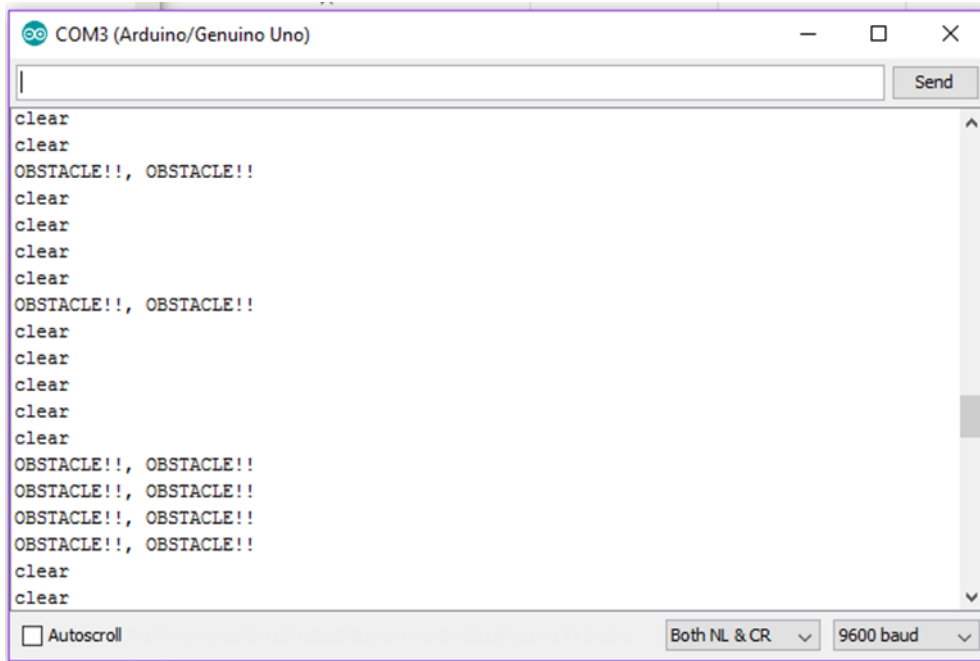 COM3 (Arduino/Genuino Uno)
Send
clear
clear
OBSTACLE!!, OBSTACLE!!
clear
clear
clear
clear
OBSTACLE!!, OBSTACLE!!
clear
clear
clear
clear
clear
OBSTACLE!!, OBSTACLE!!
OBSTACLE!!, OBSTACLE!!
OBSTACLE!!, OBSTACLE!!
OBSTACLE!!, OBSTACLE!!
clear
clear
Autoscroll Both NL & CR 9600 baud